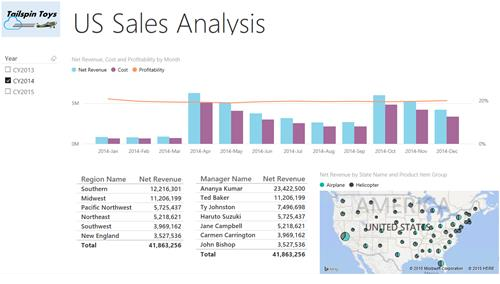 Tailspin Toys
US Sales Analysis
Year
CY2013
CY2014
CY2015
Net Revenue, Cost and Profitability by Month
Net Revenue Cost Profitability
5M
0M
20%
0%
2014-Jan 2014-Feb 2014-Mar 2014-Apr 2014-May 2014-Jun 2014-Jul 2014-Aug 2014-Sep 2014-Oct 2014-Nov 2014-Dec
Region Name Net Revenue
Southern 12,216,301
Midwest 11,206,199
Pacific Northwest 5,725,437
Northeast 5,218,621
Southwest 3,969,162
New England 3,527,536
Total 41,863,256
Manager Name Net Revenue
Ananya Kumar 23,422,500
Ted Baker 11,206,199
Ty Johnston 7,496,698
Haruto Suzuki 5,725,437
Jane Campbell 5,218,621
Carmen Carrington 3,969,162
John Bishop 3,527,536
Total 41,863,256
Net Revenue by State Name and Product Item Group
Airplane Helicopter
AMERICA
UNITED STATES
bing
© 2015 Microsoft Corporation © 2015 HERE